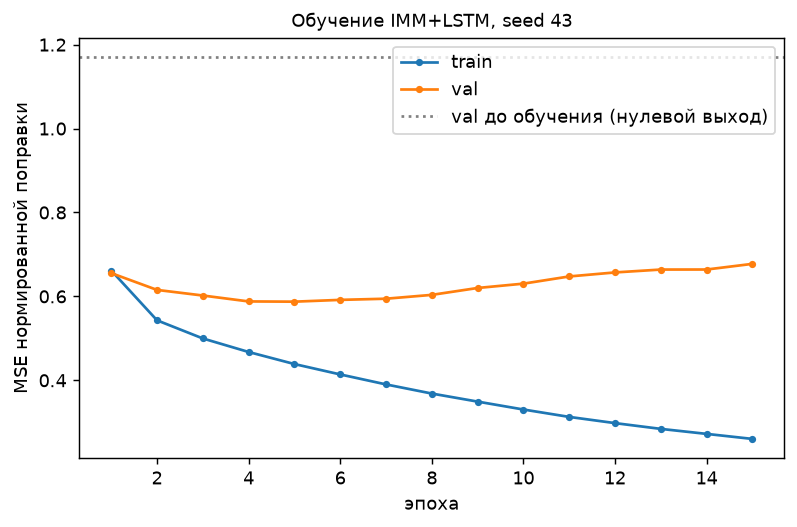 Обучение IMM+LSTM, seed 43
MSE нормированной поправки
1.2
1.0
0.8
0.6
0.4
train
val
val до обучения (нулевой выход)
2 4 6 8 10 12 14
эпоха